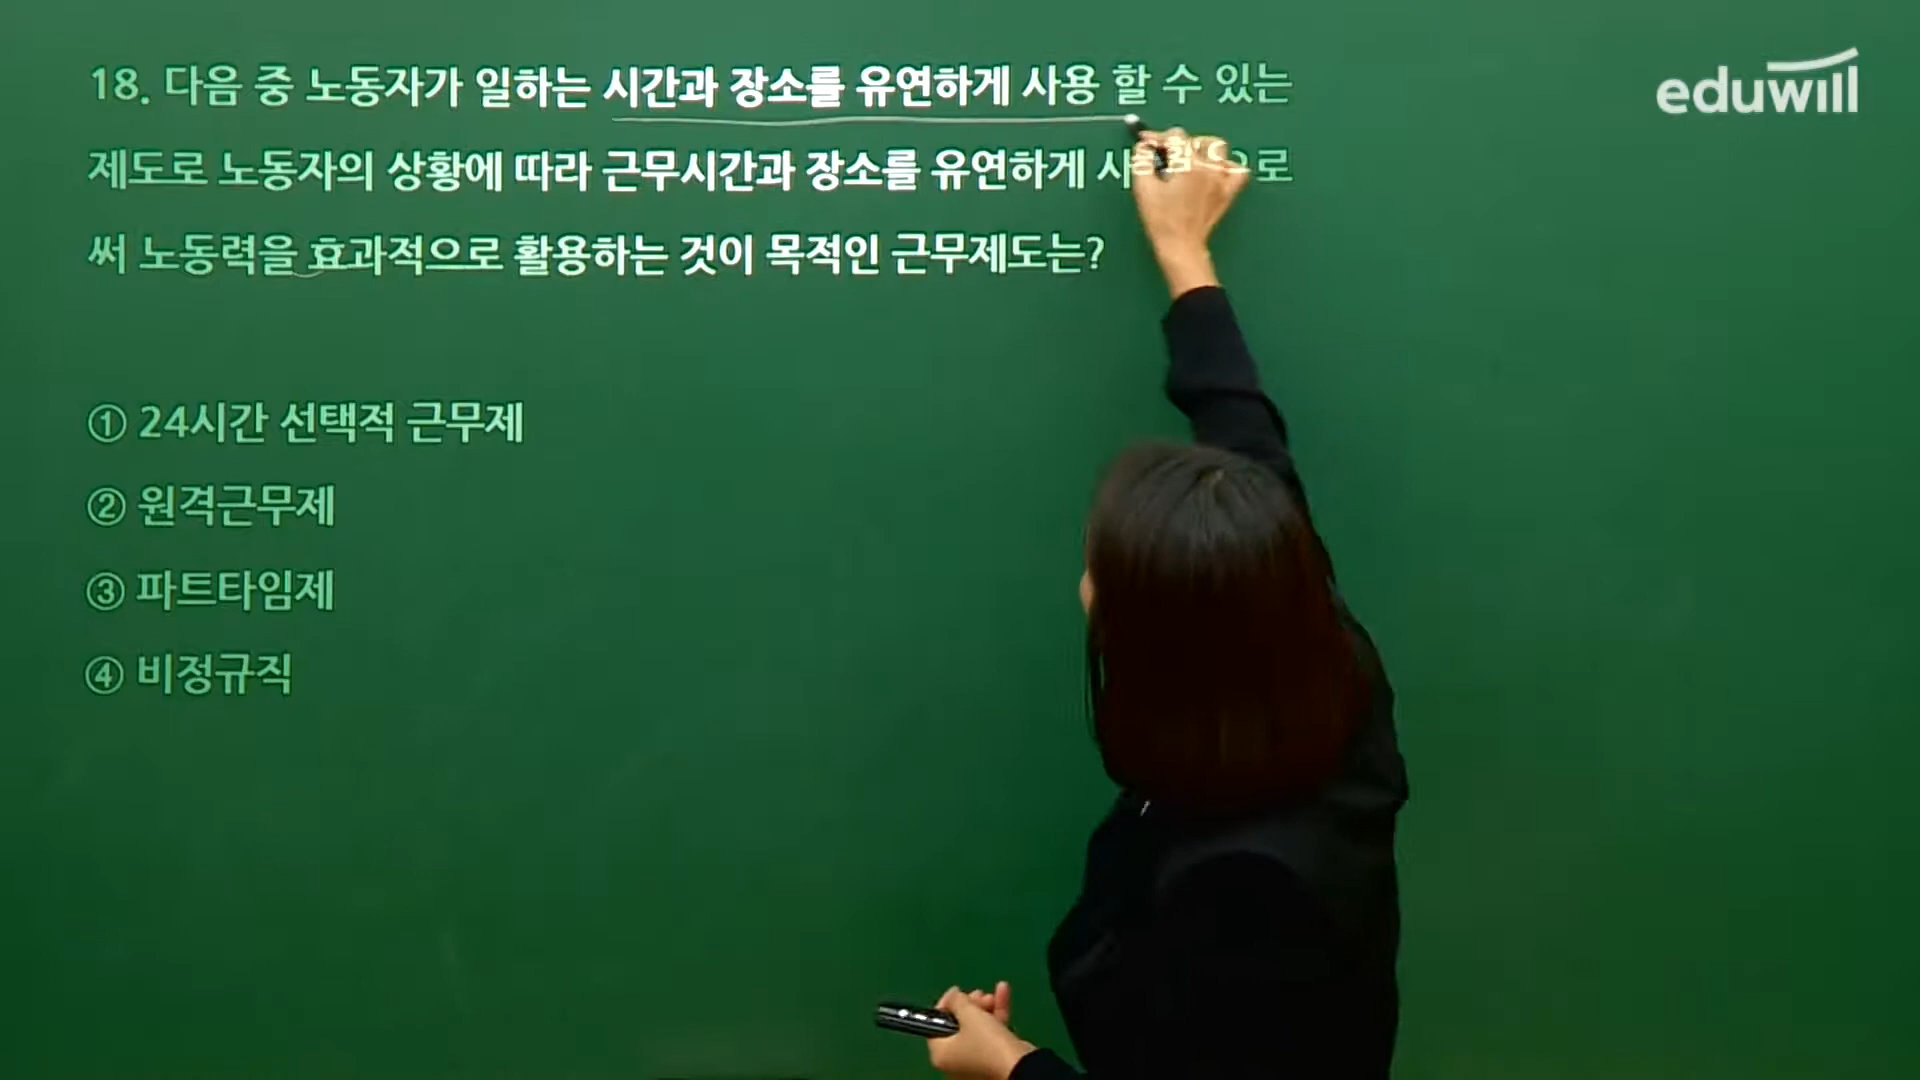 18. 다음 중 노동자가 일하는 시간과 장소를 유연하게 사용 할 수 있는
eduwill
제도로 노동자의 상황에 따라 근무시간과 장소를 유연하게 사용함으로
써 노동력을 효과적으로 활용하는 것이 목적인 근무제도는?
① 24시간 선택적 근무제
② 원격근무제
③ 파트타임제
④ 비정규직